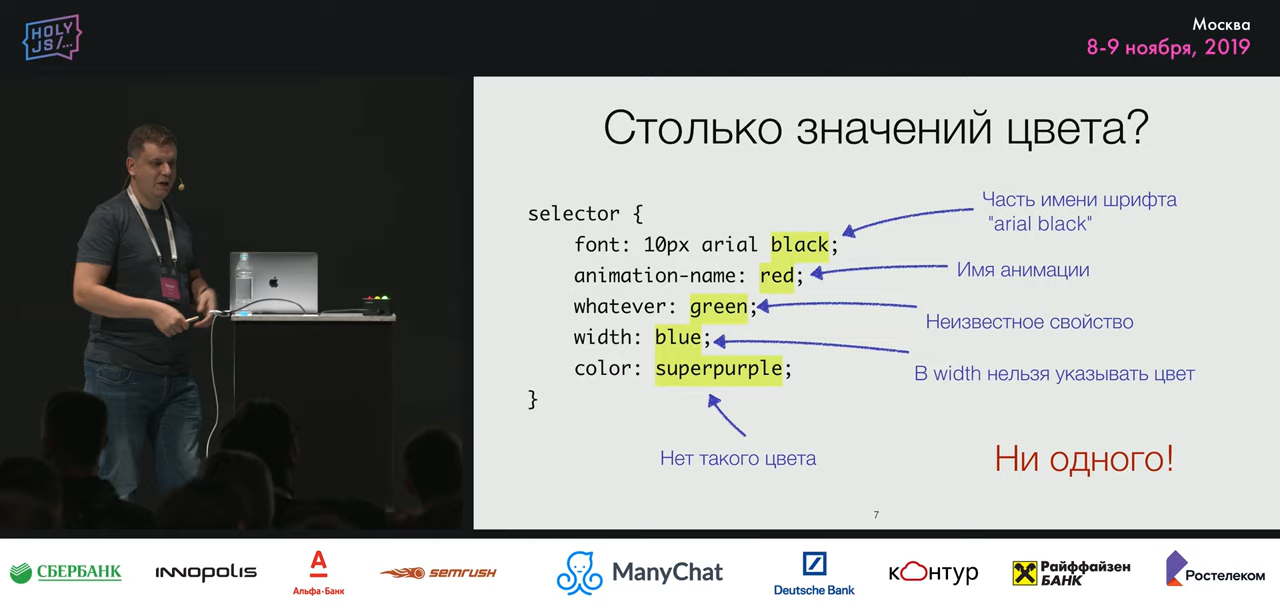 HOLY
JS/...
Москва
8-9 ноября, 2019
Столько значений цвета?
selector {
font: 10px arial black;
animation-name: red;
whatever: green;
width: blue;
color: superpurple;
}
Часть имени шрифта
"arial black"
Имя анимации
Неизвестное свойство
В width нельзя указывать цвет
Нет такого цвета
Ни одного!
7
СБЕРБАНК
INNOPOLIS
А
Альфа·Банк
semrush
ManyChat
Deutsche Bank
контур
Райффайзен
БАНК
Ростелеком